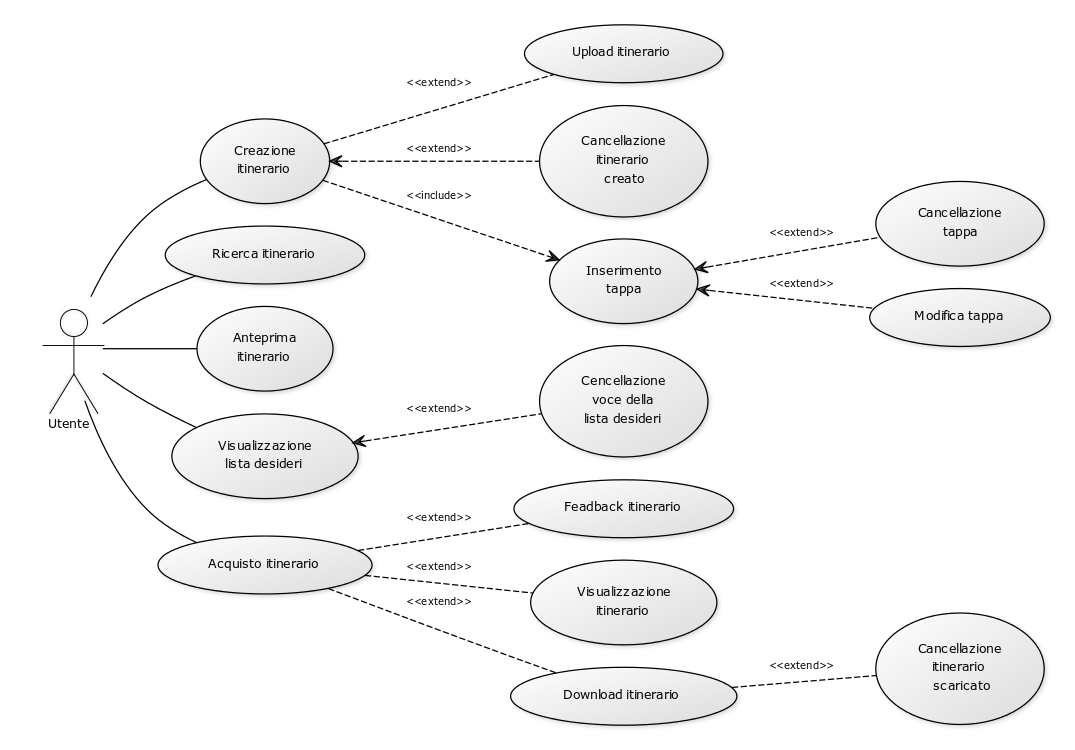 Upload itinerario
<<extend>>
Cancellazione
itinerario
creato
<<extend>>
Creazione
itinerario
<<include>>
Cancellazione
tappa
<<extend>>
Ricerca itinerario
Inserimento
tappa
<<extend>>
Modifica tappa
Anteprima
itinerario
Cencellazione
voce della
lista desideri
<<extend>>
Utente
Visualizzazione
lista desideri
Feadback itinerario
<<extend>>
Acquisto itinerario
<<extend>>
Visualizzazione
itinerario
<<extend>>
Cancellazione
itinerario
scaricato
<<extend>>
Download itinerario